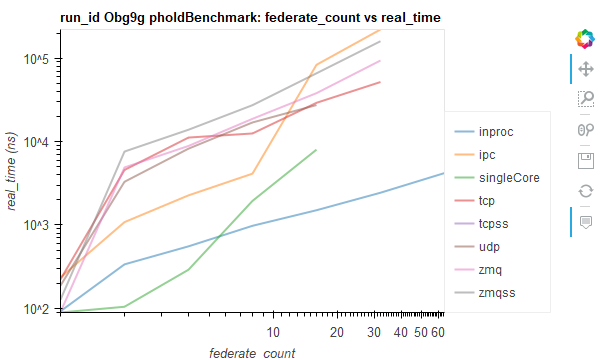 run_id Obg9g pholdBenchmark: federate_count vs real_time
real_time (ns)
10^5
10^4
10^3
10^2
10 20 30 40 50 60
federate_count
inproc
ipc
singleCore
tcp
tcpss
udp
zmq
zmqss